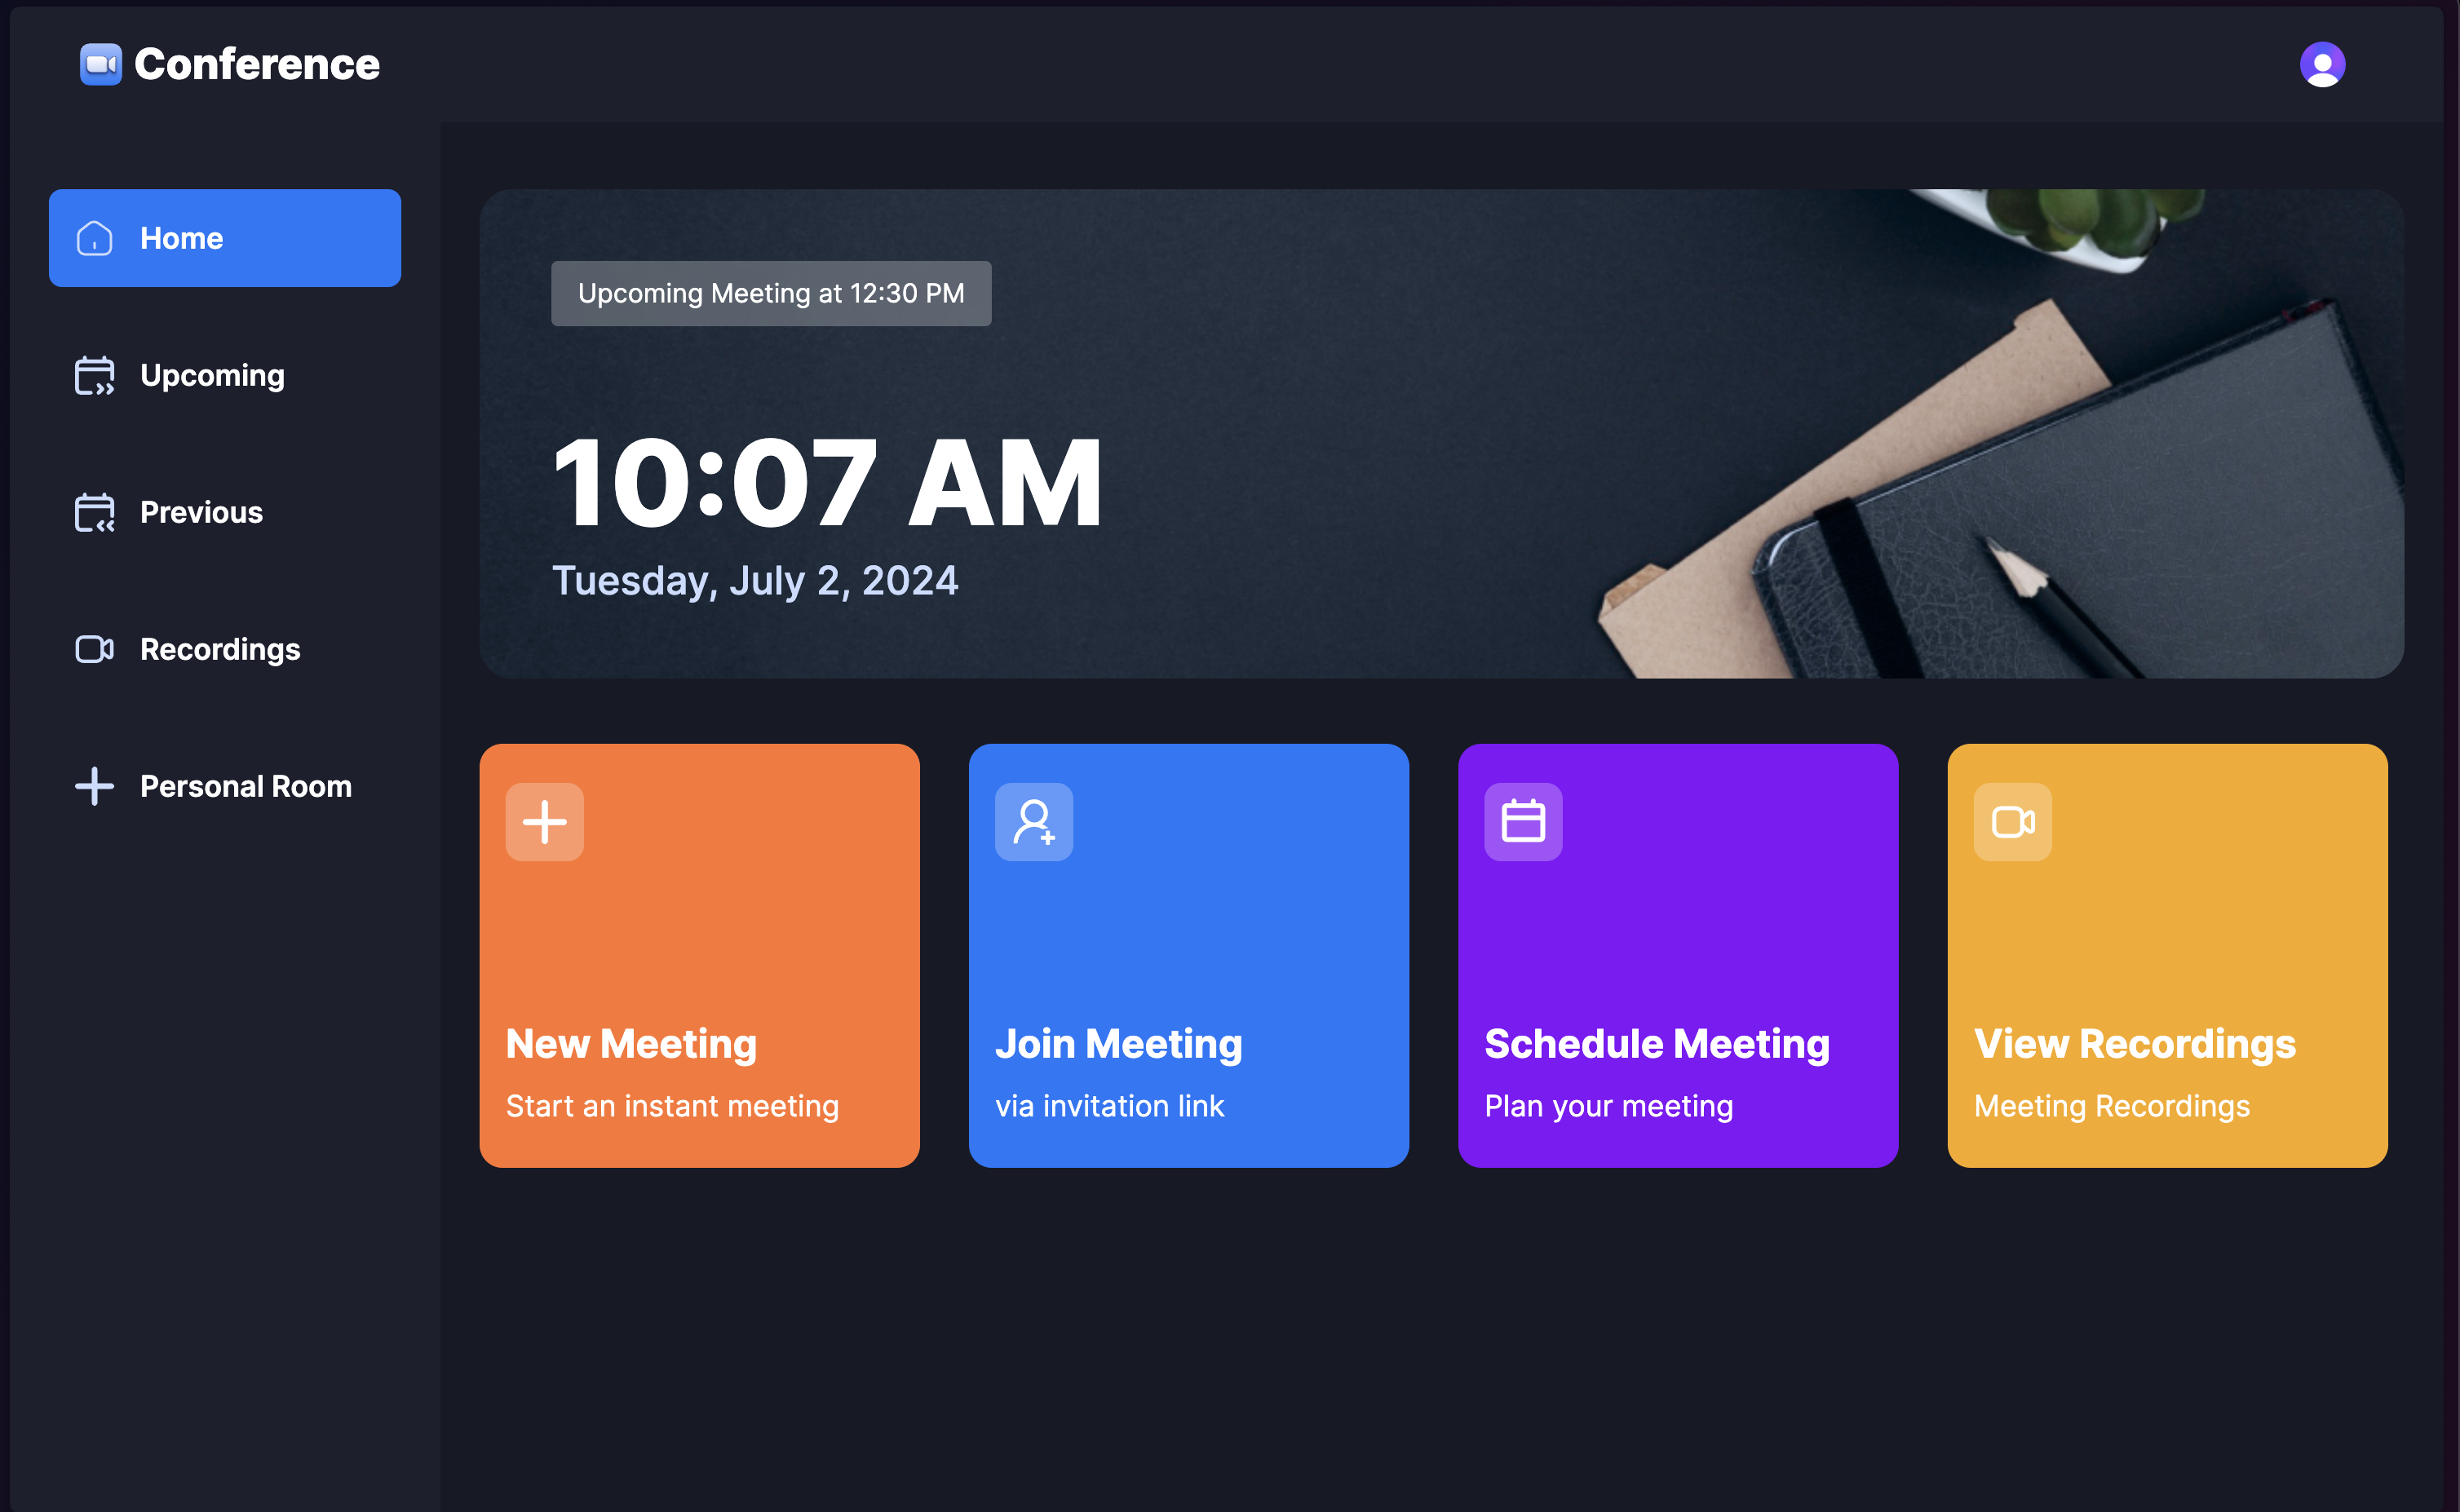 Conference
Home
Upcoming
Previous
Recordings
Personal Room
Upcoming Meeting at 12:30 PM
10:07 AM
Tuesday, July 2, 2024
New Meeting
Start an instant meeting
Join Meeting
via invitation link
Schedule Meeting
Plan your meeting
View Recordings
Meeting Recordings